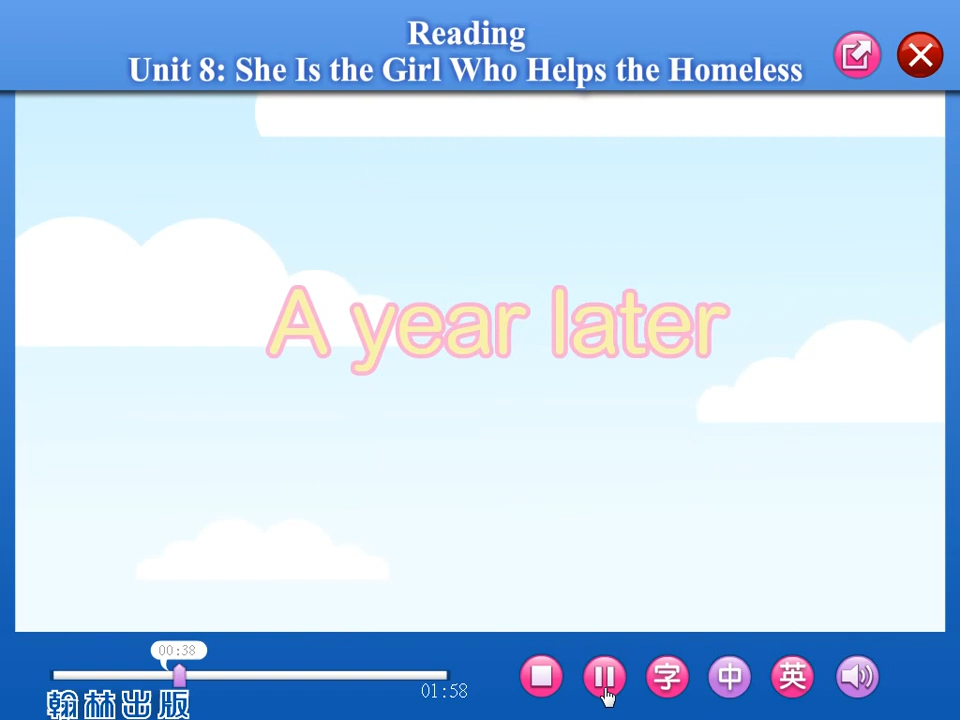 Reading
Unit 8: She Is the Girl Who Helps the Homeless
A year later
00:38
01:58
字
中
英
翰林出版